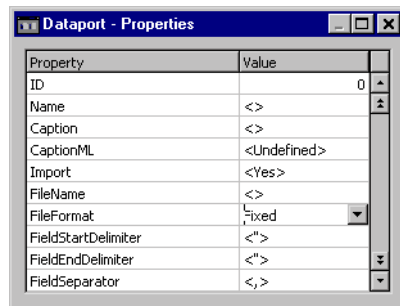 Dataport - Properties
Property Value
ID 0
Name <>
Caption <>
CaptionML <Undefined>
Import <Yes>
FileName <>
FileFormat Fixed
FieldStartDelimiter <">
FieldEndDelimiter <">
FieldSeparator <,>